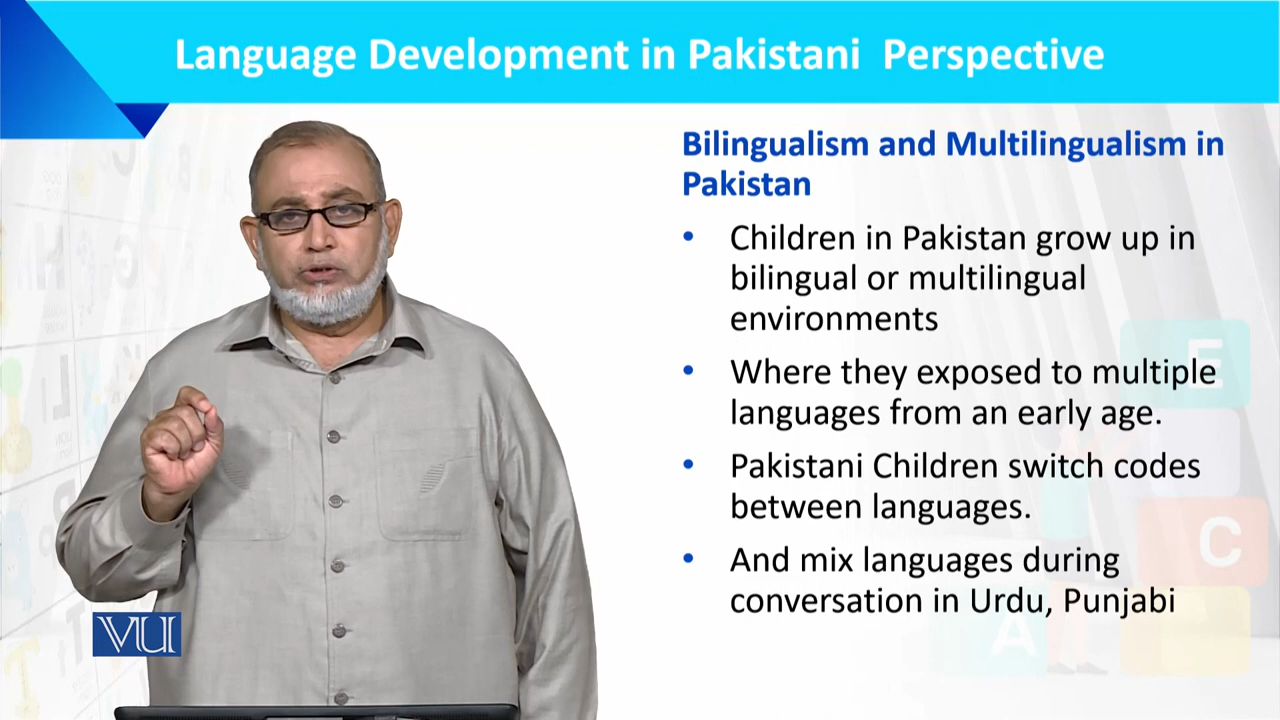 Language Development in Pakistani  Perspective
Bilingualism and Multilingualism in
Pakistan
• Children in Pakistan grow up in
bilingual or multilingual
environments
• Where they exposed to multiple
languages from an early age.
• Pakistani Children switch codes
between languages.
• And mix languages during
conversation in Urdu, Punjabi
VU
E
C
A